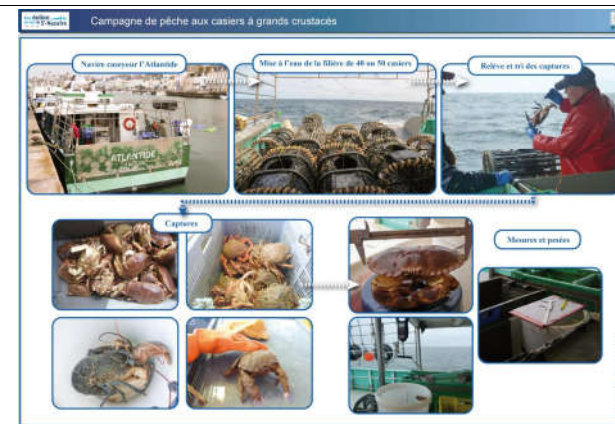 Campagne de pêche aux casiers à grands crustacés
Navire caseyeur l'Atlantide
Mise à l'eau de la filière de 40 ou 50 casiers
Relève et tri des captures
ATLANTIDE
Captures
Mesures et pesées